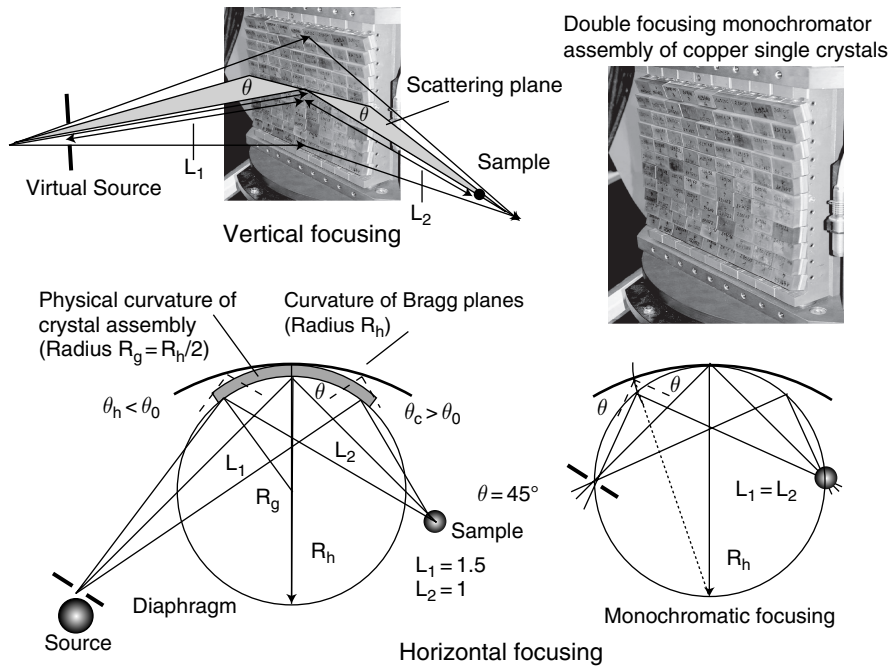 Double focusing monochromator
assembly of copper single crystals
θ
Scattering plane
θ
Sample
L₁
Virtual Source
L₂
Vertical focusing
Physical curvature of
crystal assembly
(Radius Rg = Rh/2)
Curvature of Bragg planes
(Radius Rh)
θh < θ0
θ
θc > θ0
L₁
L₂
Rg
θ = 45°
Sample
Rh
L₁ = 1.5
L₂ = 1
Diaphragm
Source
θ
θ
L₁ = L₂
Rh
Monochromatic focusing
Horizontal focusing